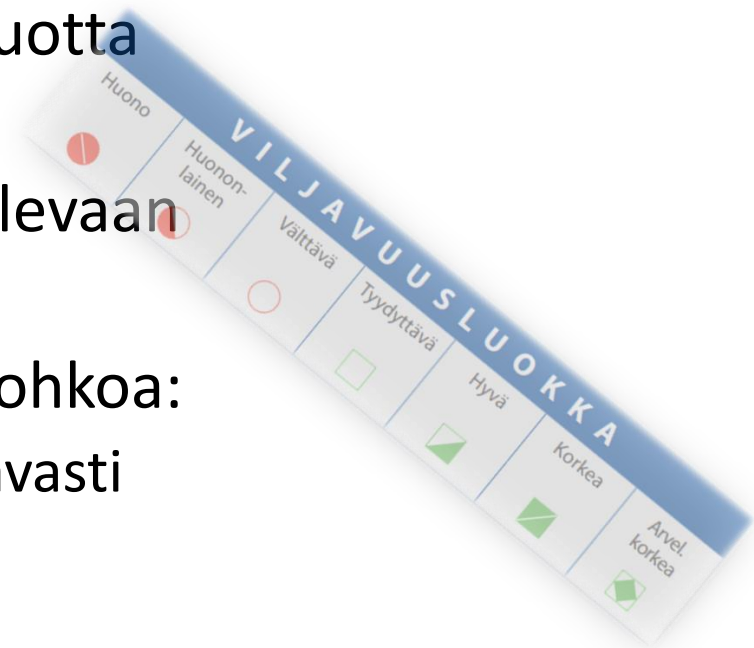 uotta
levaan
ohkoa:
vasti
VILJAVUUSLUOKKA
Huono
Huonon-
lainen
Välttävä
Tyydyttävä
Hyvä
Korkea
Arvel.
korkea